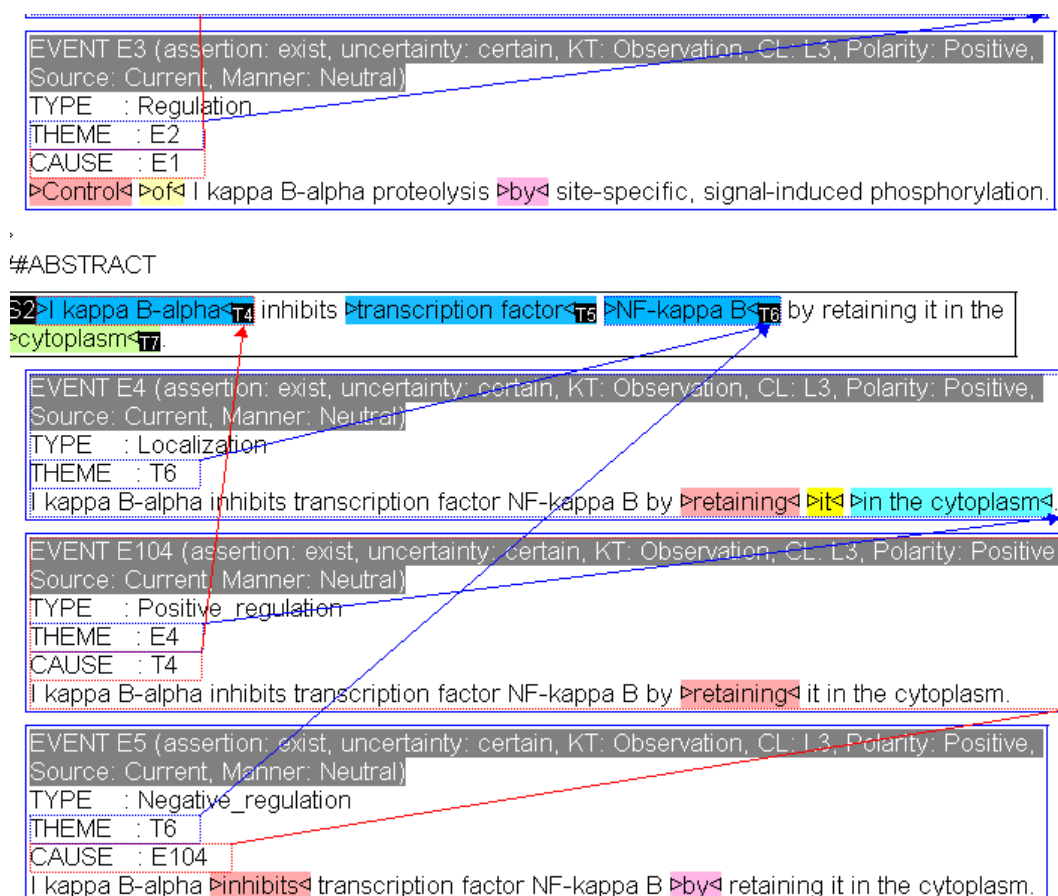 EVENT E3 (assertion: exist, uncertainty: certain, KT: Observation, CL: L3, Polarity: Positive,
Source: Current, Manner: Neutral)
TYPE : Regulation
THEME : E2
CAUSE : E1
Control of I kappa B-alpha proteolysis by site-specific, signal-induced phosphorylation.
##ABSTRACT
S2 I kappa B-alpha T4 inhibits transcription factor T5 NF-kappa B T6 by retaining it in the
cytoplasm T7.
EVENT E4 (assertion: exist, uncertainty: certain, KT: Observation, CL: L3, Polarity: Positive,
Source: Current, Manner: Neutral)
TYPE : Localization
THEME : T6
I kappa B-alpha inhibits transcription factor NF-kappa B by retaining it in the cytoplasm.
EVENT E104 (assertion: exist, uncertainty: certain, KT: Observation, CL: L3, Polarity: Positive
Source: Current, Manner: Neutral)
TYPE : Positive_regulation
THEME : E4
CAUSE : T4
I kappa B-alpha inhibits transcription factor NF-kappa B by retaining it in the cytoplasm.
EVENT E5 (assertion: exist, uncertainty: certain, KT: Observation, CL: L3, Polarity: Positive,
Source: Current, Manner: Neutral)
TYPE : Negative_regulation
THEME : T6
CAUSE : E104
I kappa B-alpha inhibits transcription factor NF-kappa B by retaining it in the cytoplasm.